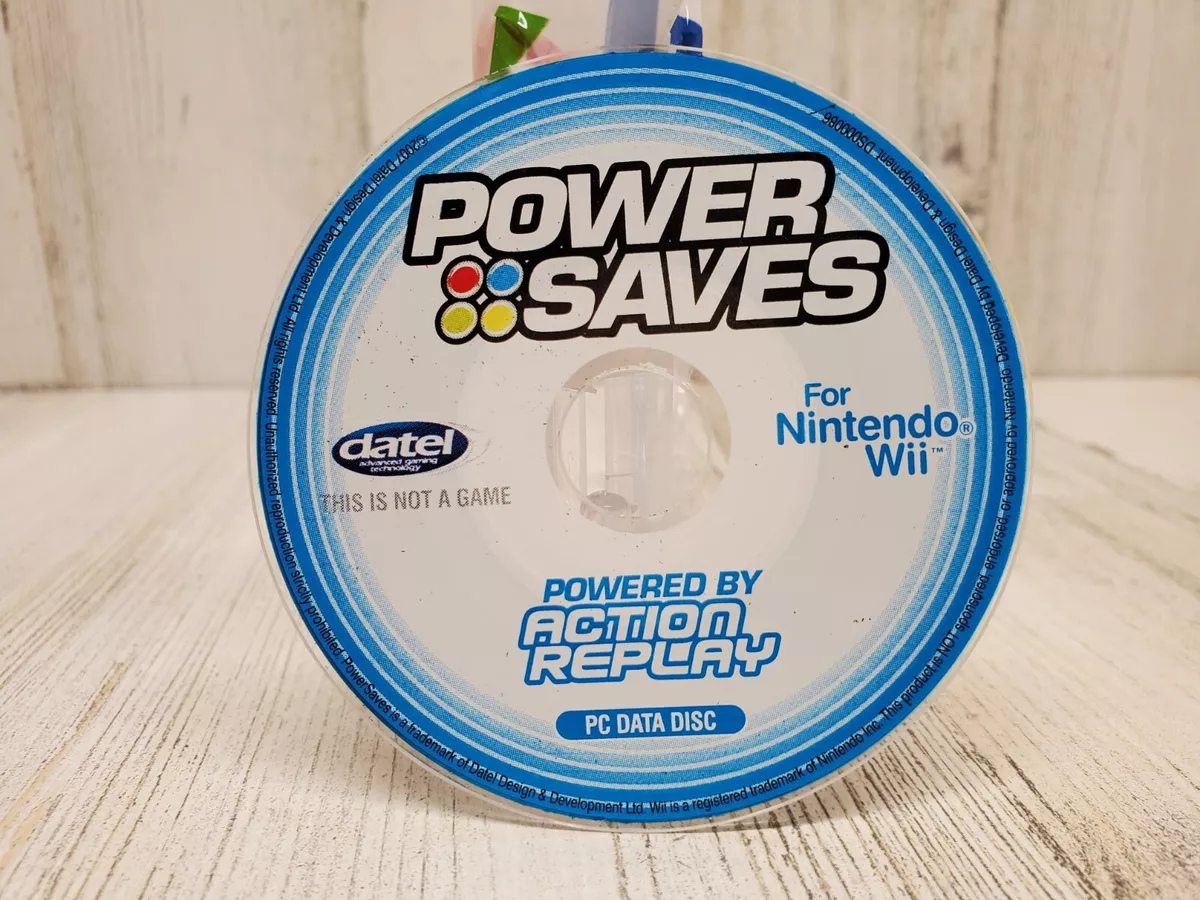 POWER
SAVES
For
Nintendo®
Wii™
datel
advanced gaming
technology
THIS IS NOT A GAME
POWERED BY
ACTION
REPLAY
PC DATA DISC
©2007 Datel Design & Development Ltd. All rights reserved. Unauthorized reproduction strictly prohibited. PowerSaves is a trademark of Datel Design & Development Ltd. Wii is a registered trademark of Nintendo Inc. This product is NOT sponsored, endorsed, or approved by Nintendo. Developed by Datel Design & Development. DS000086